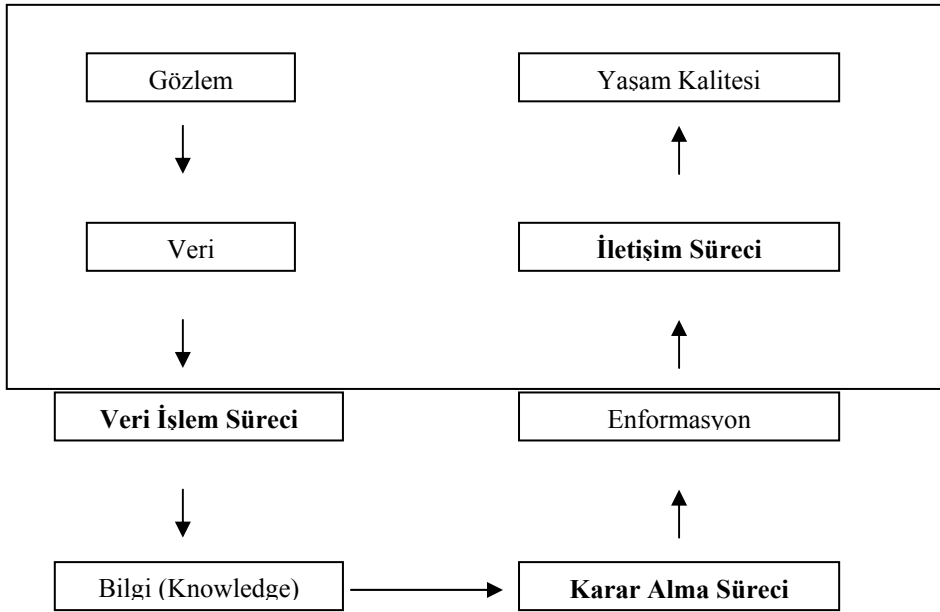 Gözlem
Yaşam Kalitesi
Veri
İletişim Süreci
Veri İşlem Süreci
Enformasyon
Bilgi (Knowledge)
Karar Alma Süreci